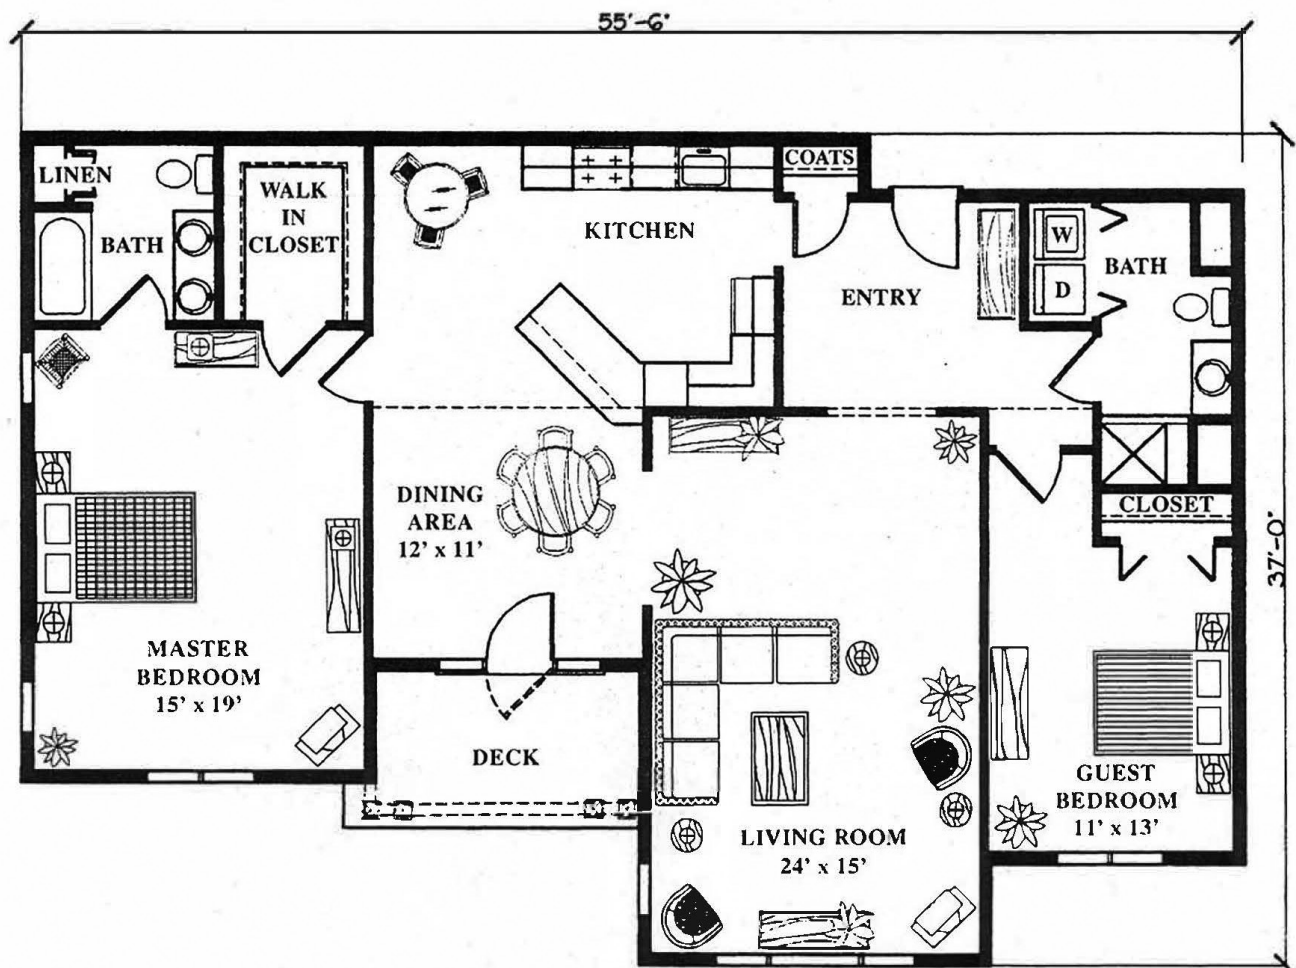 55'-6"
LINEN
BATH
WALK
IN
CLOSET
KITCHEN
COATS
ENTRY
W
D
BATH
DINING
AREA
12' x 11'
CLOSET
37'-0"
MASTER
BEDROOM
15' x 19'
DECK
LIVING ROOM
24' x 15'
GUEST
BEDROOM
11' x 13'